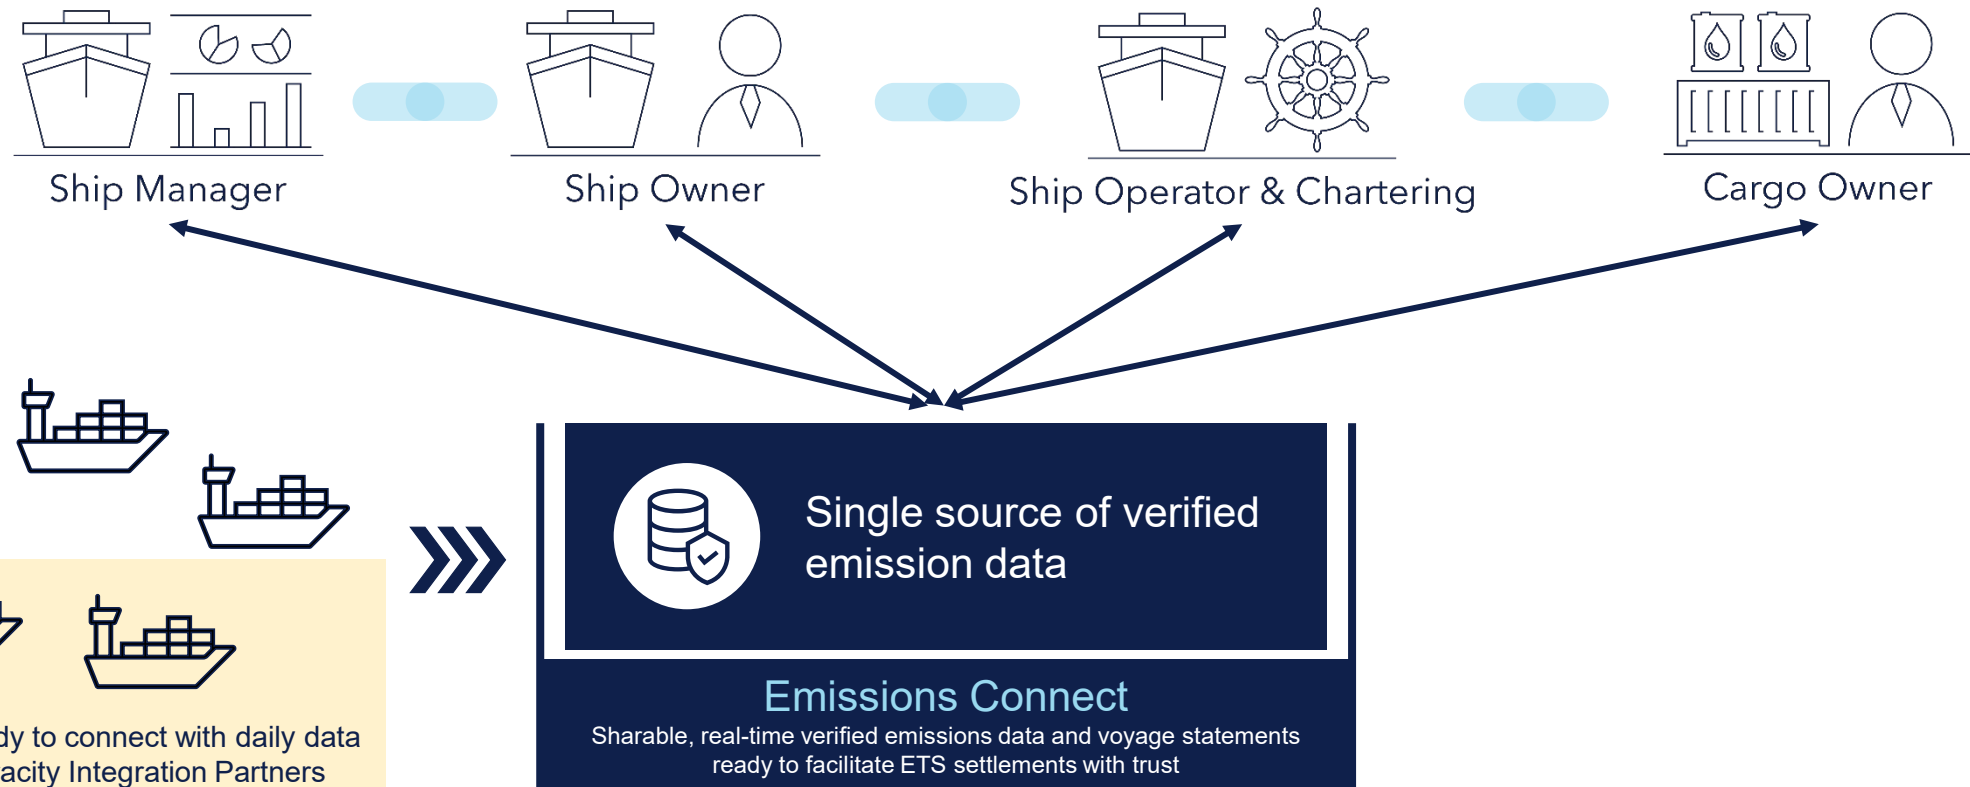 Ship Manager
Ship Owner
Ship Operator & Chartering
Cargo Owner
Single source of verified
emission data
Emissions Connect
Sharable, real-time verified emissions data and voyage statements
ready to facilitate ETS settlements with trust
to connect with daily data
Integration Partners